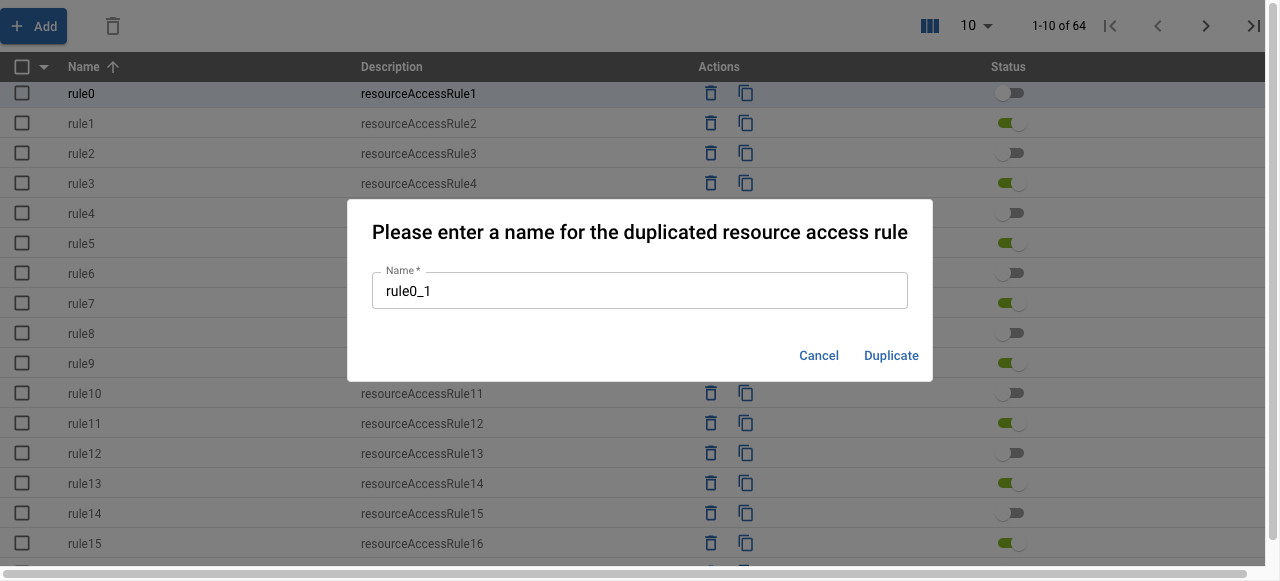 Add 10 1-10 of 64
Name Description Actions Status
rule0 resourceAccessRule1
rule1 resourceAccessRule2
rule2 resourceAccessRule3
rule3 resourceAccessRule4
rule4
rule5
rule6
rule7
rule8
rule9
Please enter a name for the duplicated resource access rule
Name *
rule0_1
Cancel Duplicate
rule10 resourceAccessRule11
rule11 resourceAccessRule12
rule12 resourceAccessRule13
rule13 resourceAccessRule14
rule14 resourceAccessRule15
rule15 resourceAccessRule16